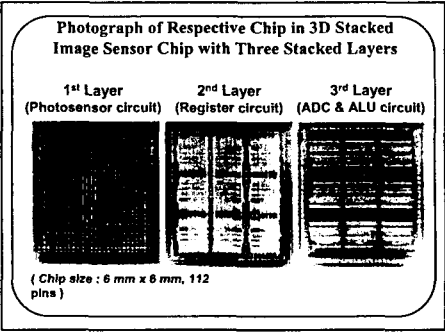 Photograph of Respective Chip in 3D Stacked
Image Sensor Chip with Three Stacked Layers
1st Layer
(Photosensor circuit)
2nd Layer
(Register circuit)
3rd Layer
(ADC & ALU circuit)
( Chip size : 6 mm x 6 mm, 112
pins )